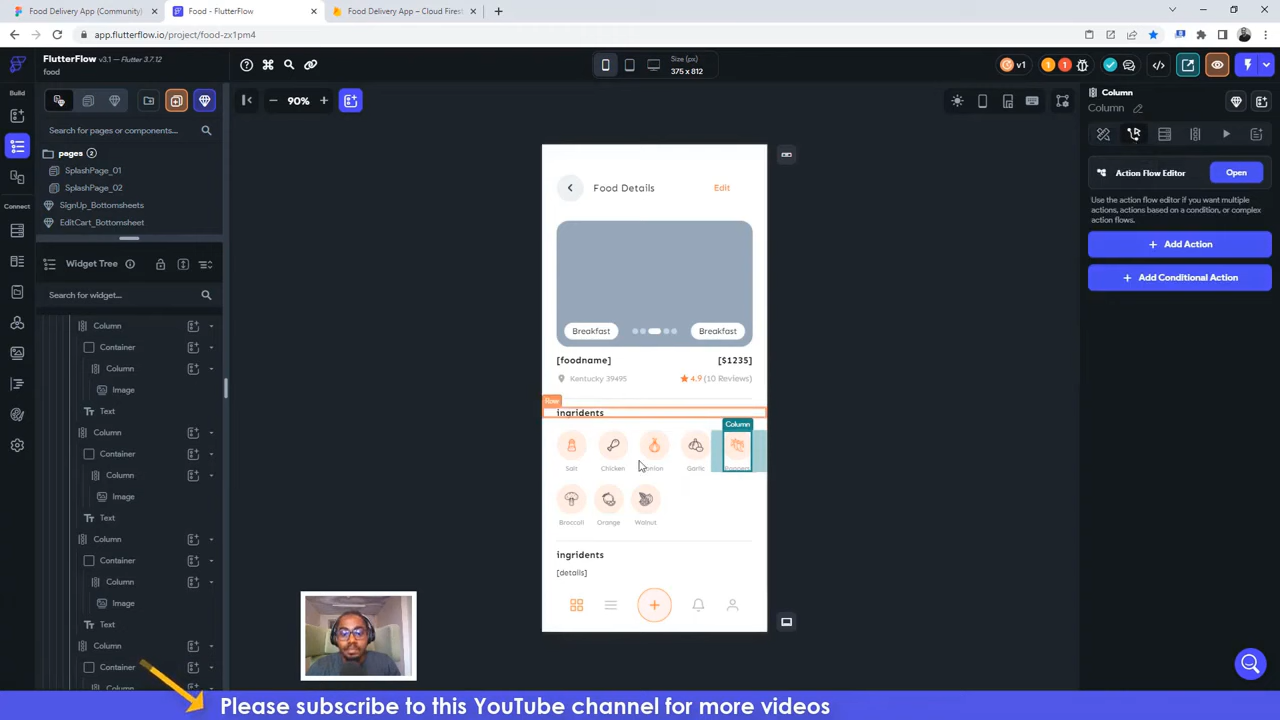 Food Delivery App (Community)
Food - FlutterFlow
Food Delivery App – Cloud Firest
app.flutterflow.io/project/food-zx1pm4
FlutterFlow v3.1 — Flutter 3.7.12
food
Size (px)
375 x 812
v1
1
1
Build
90%
Search for pages or components...
pages (2)
SplashPage_01
SplashPage_02
SignUp_Bottomsheets
EditCart_Bottomsheet
Connect
Widget Tree
Search for widget...
Column
Container
Column
Image
Text
Column
Container
Column
Image
Text
Column
Container
Column
Image
Text
Column
Container
Food Details
Edit
Breakfast
Breakfast
[foodname]
[$1235]
Kentucky 39495
4.9 (10 Reviews)
Row
ingridents
Column
Salt
Chicken
Garlic
Broccoli
Orange
Walnut
ingridents
[details]
Column
Column
Action Flow Editor
Open
Use the action flow editor if you want multiple
actions, actions based on a condition, or complex
action flows.
Add Action
Add Conditional Action
Please subscribe to this YouTube channel for more videos